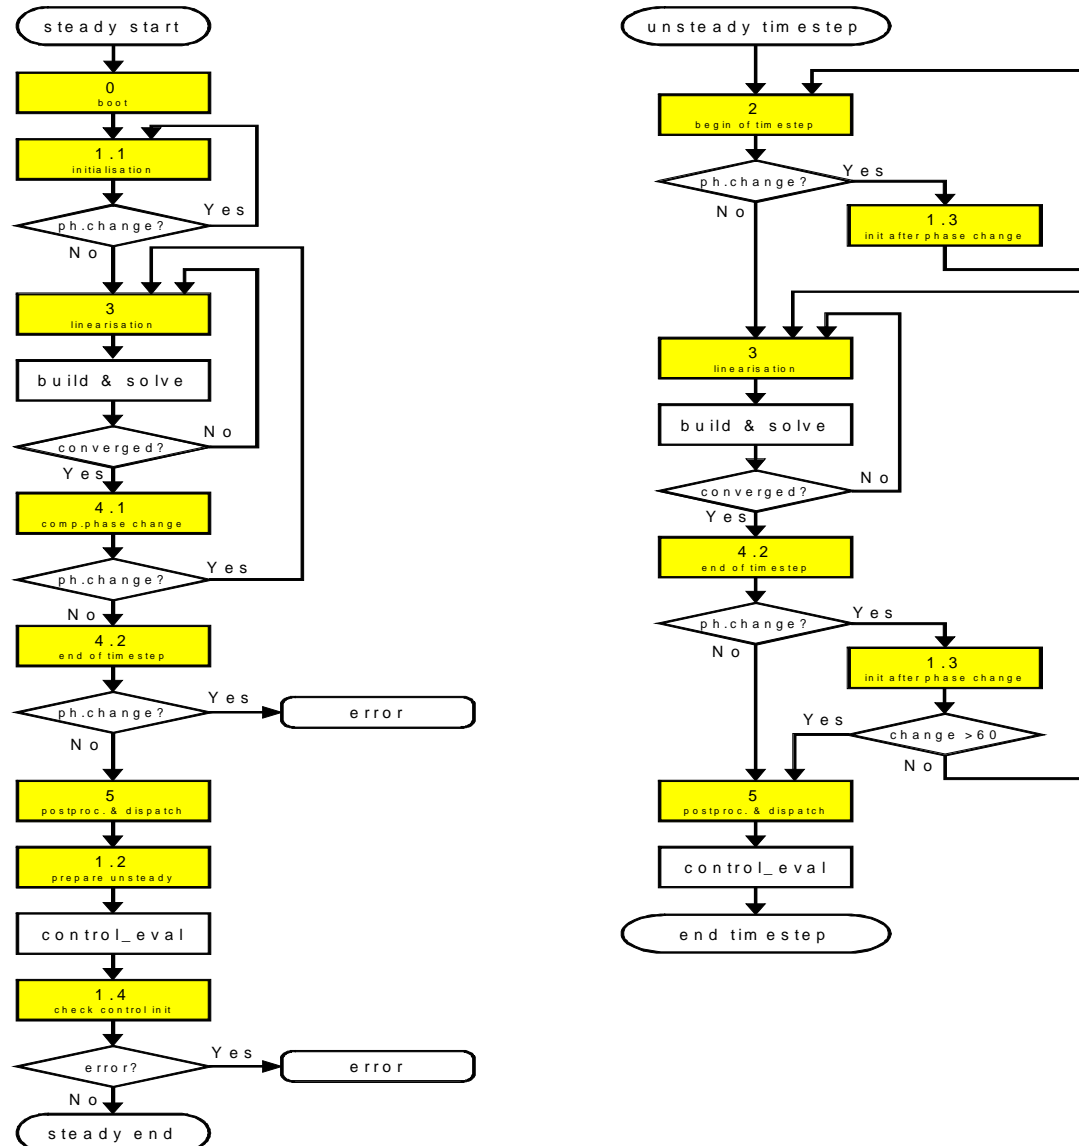 steady start
0
boot
1.1
initialisation
Yes
ph.change?
No
3
linearisation
build & solve
No
converged?
Yes
4.1
comp.phase change
Yes
ph.change?
No
4.2
end of timestep
Yes
ph.change?
error
No
5
postproc. & dispatch
1.2
prepare unsteady
control_eval
1.4
check control init
Yes
error?
error
No
steady end
unsteady timestep
2
begin of timestep
Yes
ph.change?
No
1.3
init after phase change
3
linearisation
build & solve
No
converged?
Yes
4.2
end of timestep
Yes
ph.change?
No
1.3
init after phase change
Yes
change >60
No
5
postproc. & dispatch
control_eval
end timestep